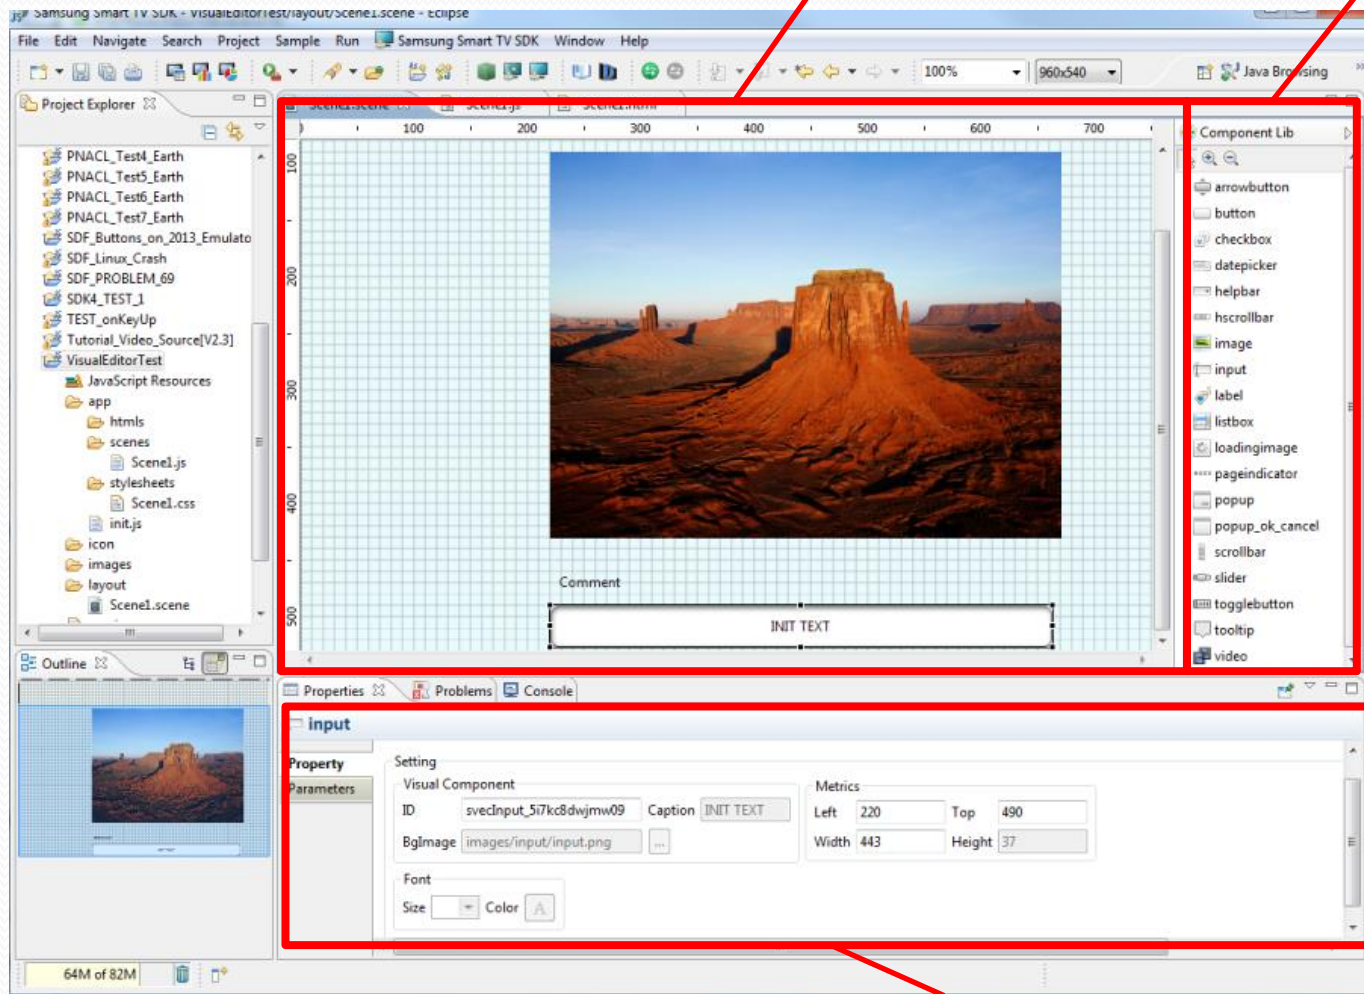 Samsung Smart TV SDK - VisualEditorTest/layout/Scene1.scene - Eclipse
File Edit Navigate Search Project Sample Run Samsung Smart TV SDK Window Help
100% 960x540 Java Browsing
Project Explorer
Scene1.scene Scene1.js Scene1.html
PNACL_Test4_Earth
PNACL_Test5_Earth
PNACL_Test6_Earth
PNACL_Test7_Earth
SDF_Buttons_on_2013_Emulato
SDF_Linux_Crash
SDF_PROBLEM_69
SDK4_TEST_1
TEST_onKeyUp
Tutorial_Video_Source[V2.3]
VisualEditorTest
JavaScript Resources
app
htmls
scenes
Scene1.js
stylesheets
Scene1.css
init.js
icon
images
layout
Scene1.scene
100 200 300 400 500 600 700
100
200
300
400
500
Comment
INIT TEXT
Component Lib
arrowbutton
button
checkbox
datepicker
helpbar
hscrollbar
image
input
label
listbox
loadingimage
pageindicator
popup
popup_ok_cancel
scrollbar
slider
togglebutton
tooltip
video
Outline
Properties Problems Console
input
Property
Parameters
Setting
Visual Component
ID svecInput_5i7kc8dwjmw09 Caption INIT TEXT
BgImage images/input/input.png ...
Metrics
Left 220 Top 490
Width 443 Height 37
Font
Size Color A
64M of 82M